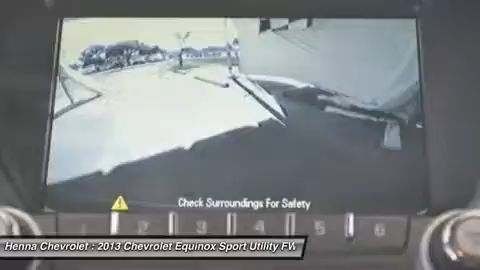 Check Surroundings For Safety
1 2 3 4 5 6
Henna Chevrolet : 2013 Chevrolet Equinox Sport Utility FW